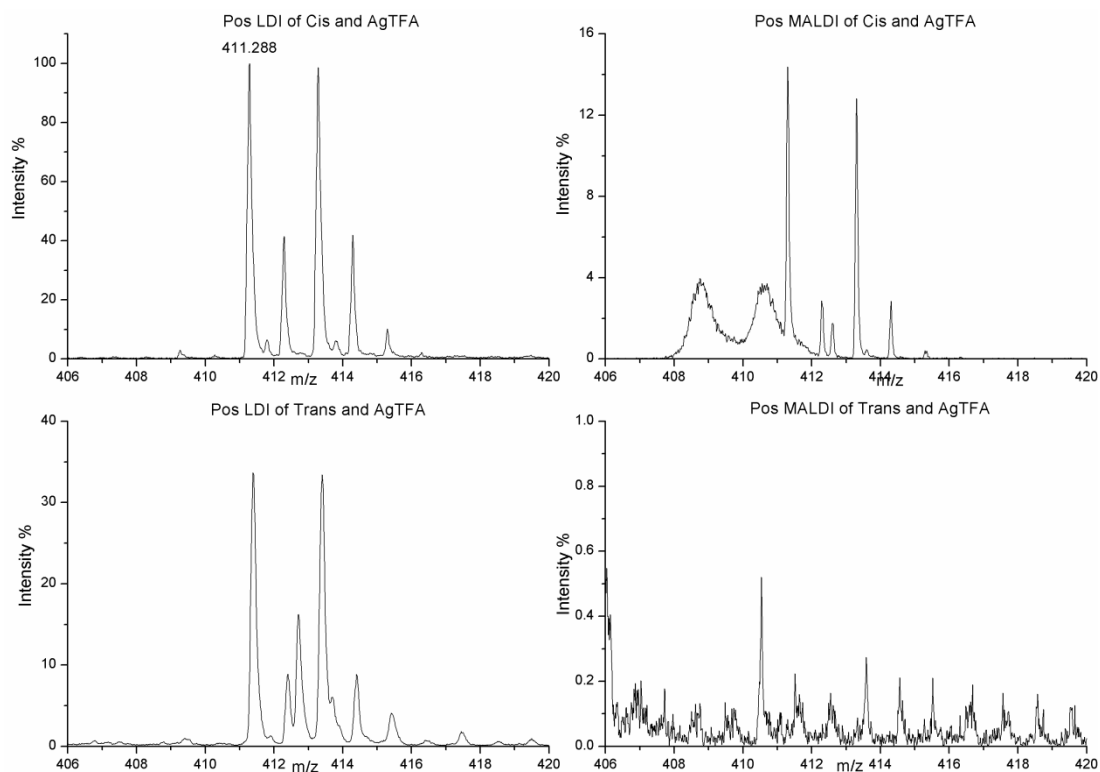 Pos LDI of Cis and AgTFA
411.288
100
80
60
40
20
0
Intensity %
406 408 410 412 414 416 418 420
m/z
Pos MALDI of Cis and AgTFA
16
12
8
4
0
Intensity %
406 408 410 412 414 416 418 420
m/z
Pos LDI of Trans and AgTFA
40
30
20
10
0
Intensity %
406 408 410 412 414 416 418 420
m/z
Pos MALDI of Trans and AgTFA
1.0
0.8
0.6
0.4
0.2
0.0
Intensity %
406 408 410 412 414 416 418 420
m/z